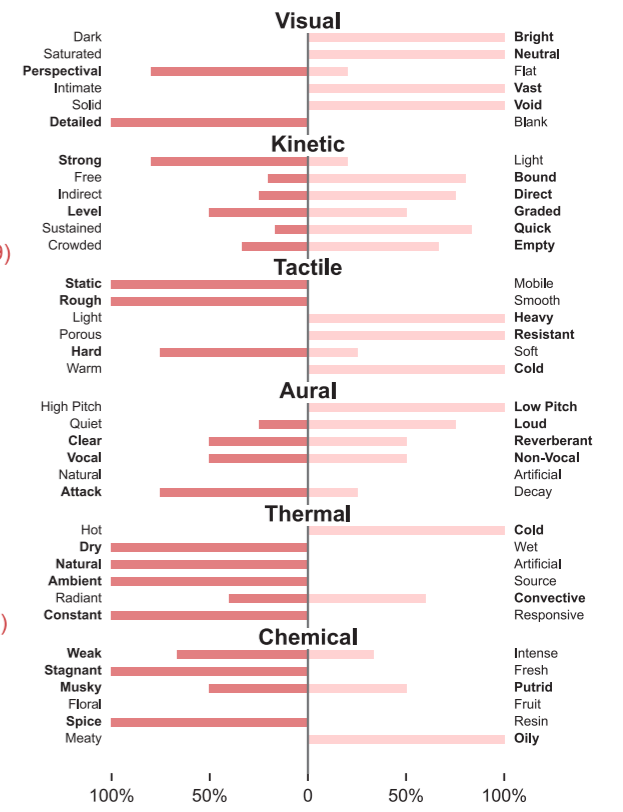 Visual
Dark Bright
Saturated Neutral
Perspectival Flat
Intimate Vast
Solid Void
Detailed Blank
Kinetic
Strong Light
Free Bound
Indirect Direct
Level Graded
Sustained Quick
9)
Crowded Empty
Tactile
Static Mobile
Rough Smooth
Light Heavy
Porous Resistant
Hard Soft
Warm Cold
Aural
High Pitch Low Pitch
Quiet Loud
Clear Reverberant
Vocal Non-Vocal
Natural Artificial
Attack Decay
Thermal
Hot Cold
Dry Wet
Natural Artificial
Ambient Source
Radiant Convective
Constant Responsive
)
Chemical
Weak Intense
Stagnant Fresh
Musky Putrid
Floral Fruit
Spice Resin
Meaty Oily
100% 50% 0 50% 100%